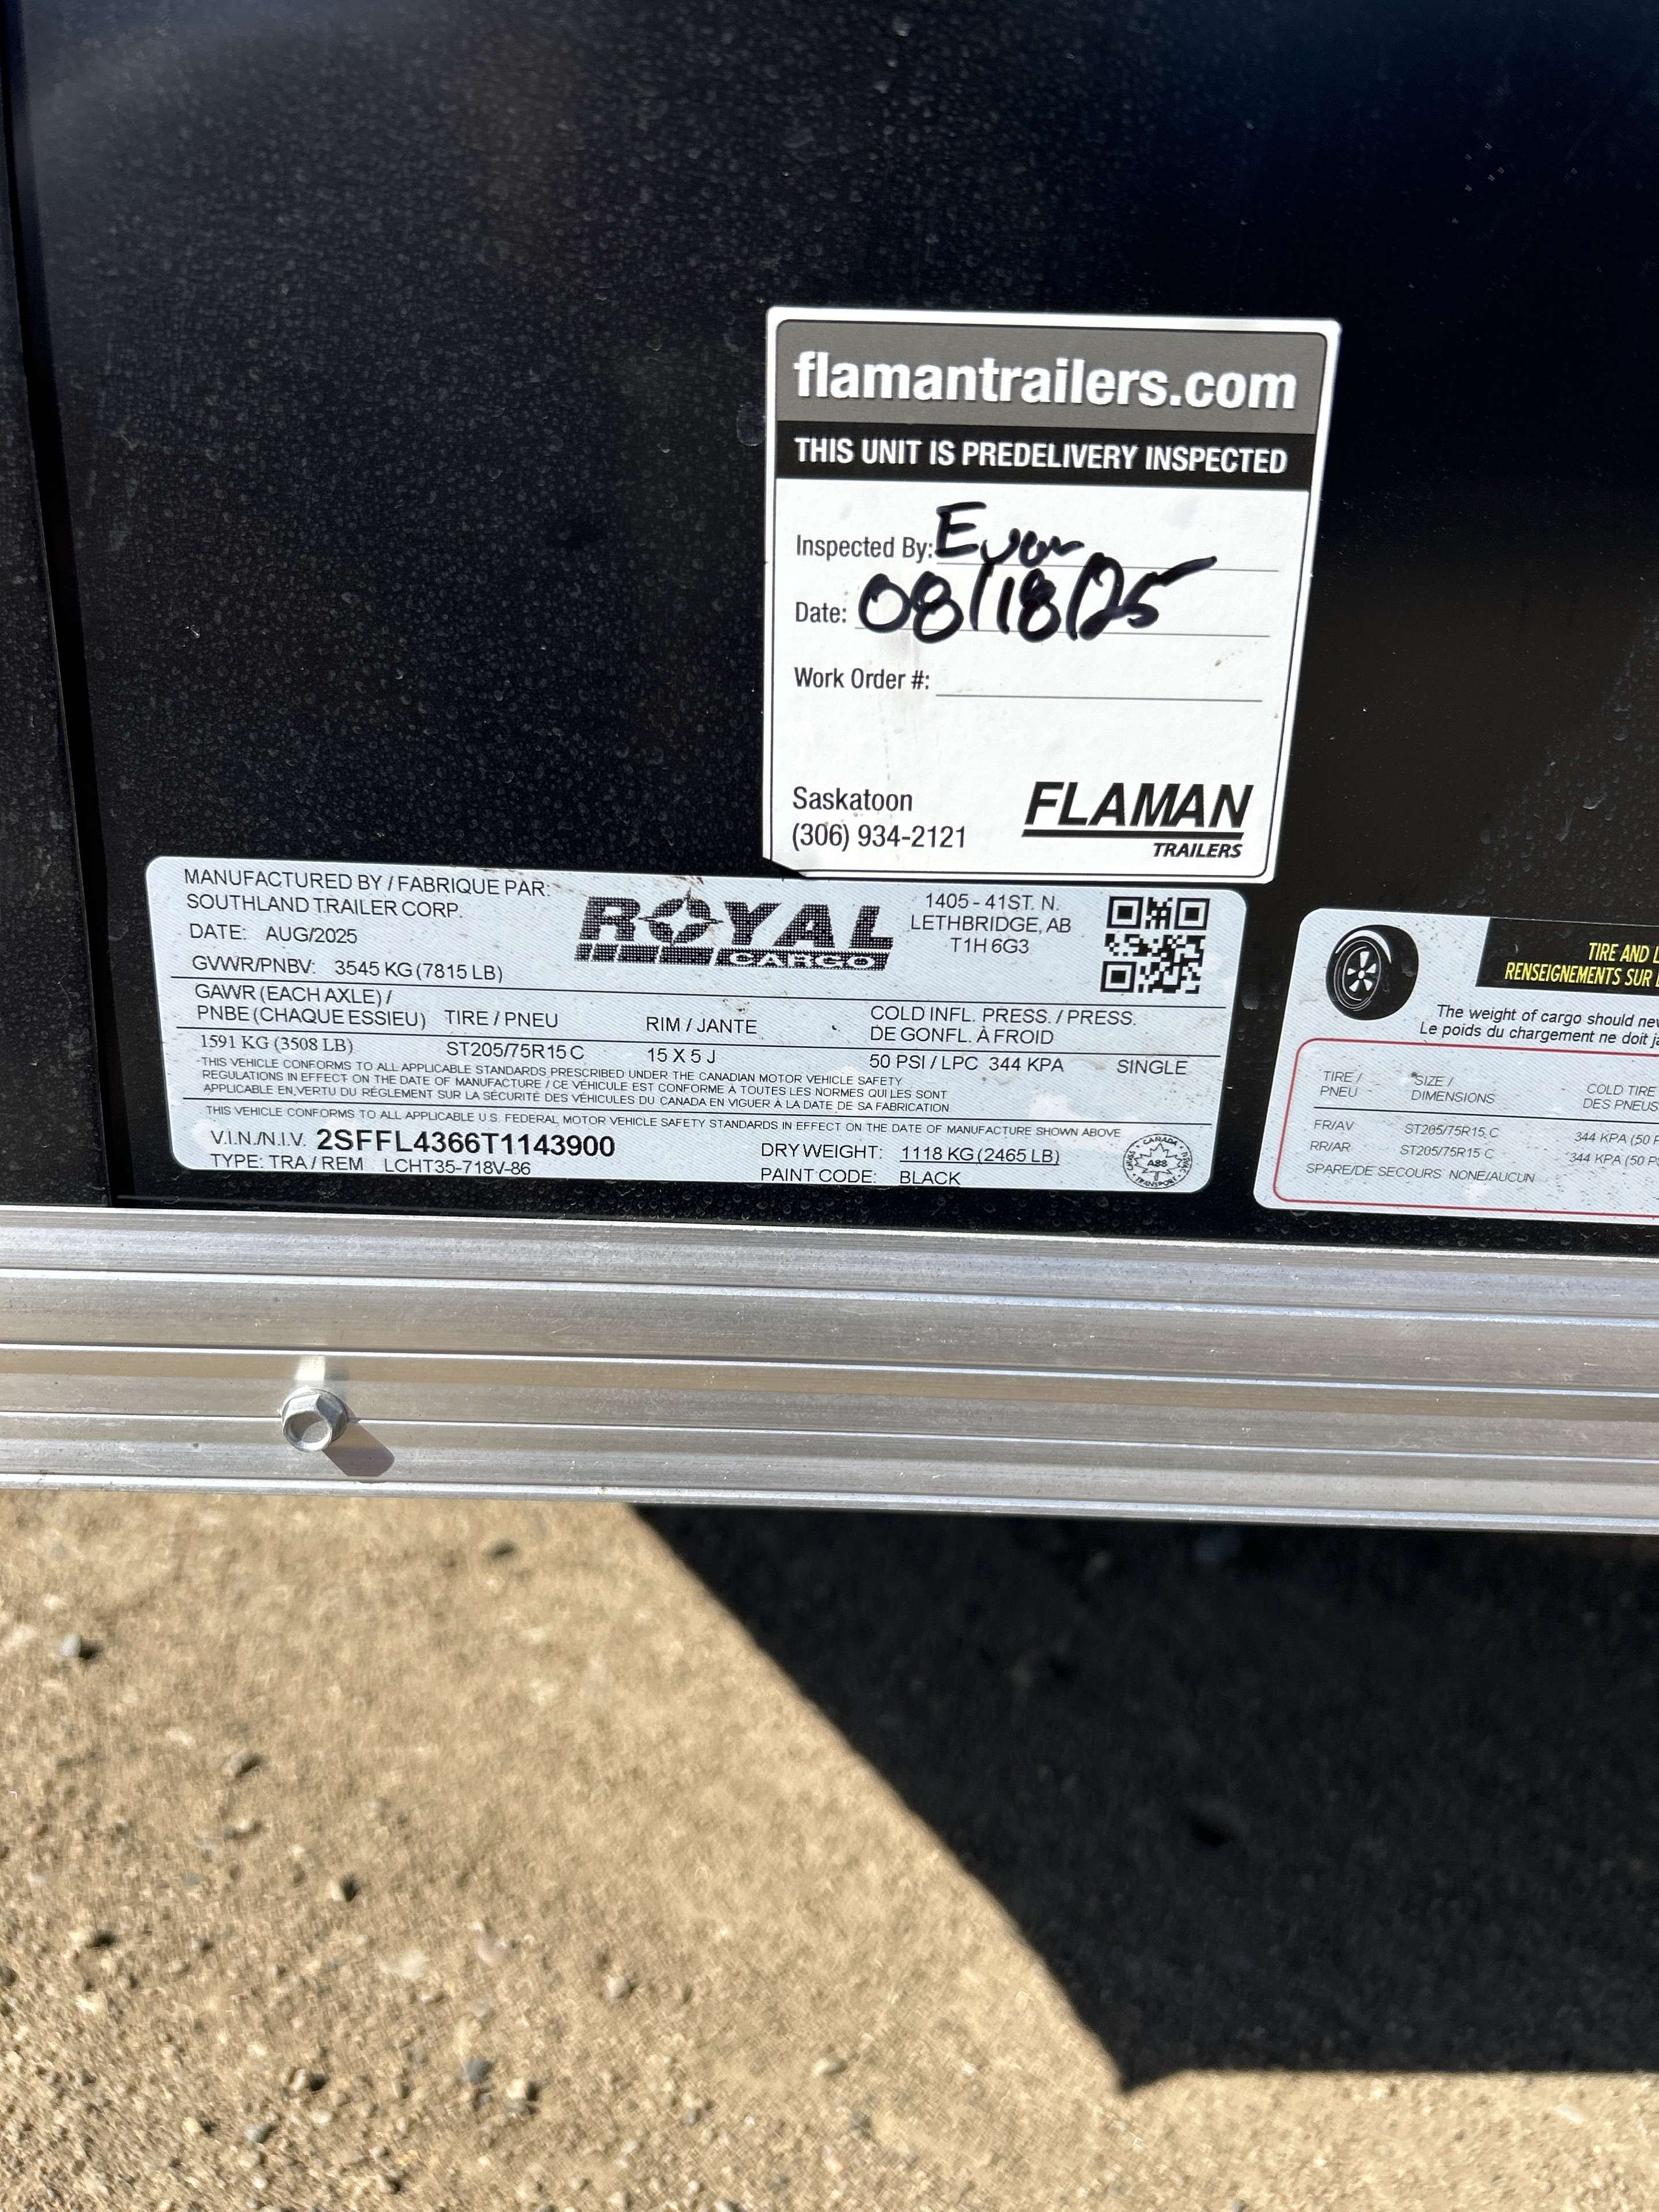 flamantrailers.com
THIS UNIT IS PREDELIVERY INSPECTED
Inspected By: Evan
Date: 08/18/25
Work Order #:
Saskatoon
(306) 934-2121
FLAMAN
TRAILERS
MANUFACTURED BY / FABRIQUE PAR:
SOUTHLAND TRAILER CORP.
DATE: AUG/2025
GVWR/PNBV: 3545 KG (7815 LB)
ROYAL
CARGO
1405 - 41ST. N.
LETHBRIDGE, AB
T1H 6G3
GAWR (EACH AXLE) /
PNBE (CHAQUE ESSIEU) TIRE / PNEU RIM / JANTE COLD INFL. PRESS. / PRESS.
DE GONFL. À FROID
1591 KG (3508 LB) ST205/75R15 C 15 X 5 J 50 PSI / LPC 344 KPA SINGLE
THIS VEHICLE CONFORMS TO ALL APPLICABLE STANDARDS PRESCRIBED UNDER THE CANADIAN MOTOR VEHICLE SAFETY
REGULATIONS IN EFFECT ON THE DATE OF MANUFACTURE / CE VÉHICULE EST CONFORME À TOUTES LES NORMES QUI LES SONT
APPLICABLE EN VERTU DU RÉGLEMENT SUR LA SÉCURITÉ DES VÉHICULES DU CANADA EN VIGUER À LA DATE DE SA FABRICATION
THIS VEHICLE CONFORMS TO ALL APPLICABLE U.S. FEDERAL MOTOR VEHICLE SAFETY STANDARDS IN EFFECT ON THE DATE OF MANUFACTURE SHOWN ABOVE
V.I.N./N.I.V. 2SFFL4366T1143900
TYPE: TRA / REM LCHT35-718V-86
DRY WEIGHT: 1118 KG (2465 LB)
PAINT CODE: BLACK
CANADA
TRANSPORT
TIRE AND
RENSEIGNEMENTS SUR
The weight of cargo should
Le poids du chargement ne doit
TIRE / PNEU
SIZE / DIMENSIONS
COLD TIRE
DES PNEUS
FR/AV ST205/75R15 C 344 KPA (50
RR/AR ST205/75R15 C 344 KPA (50
SPARE/DE SECOURS NONE/AUCUN